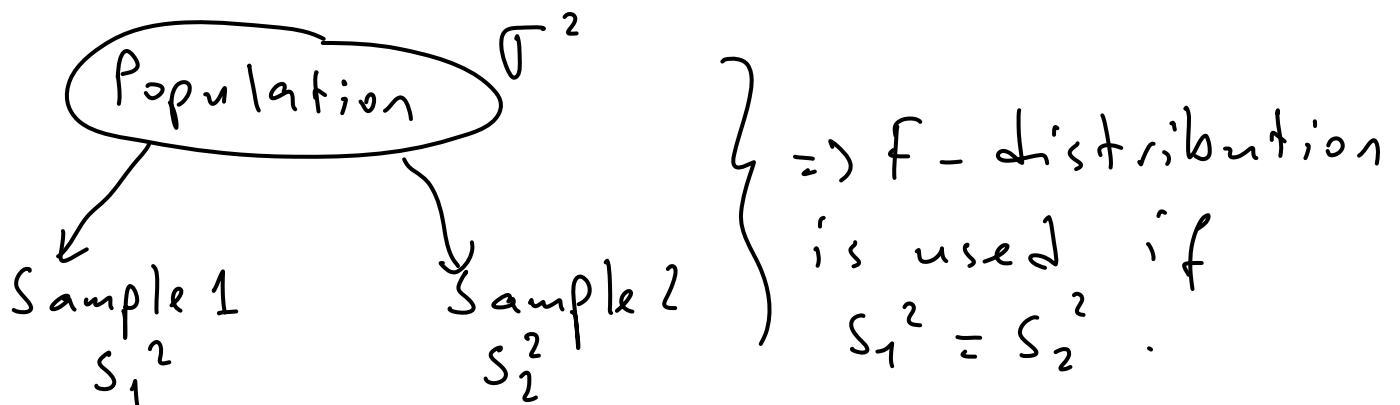 Population σ²
Sample 1
S₁²
Sample 2
S₂²
=> F - distribution
is used if
S₁² = S₂² .